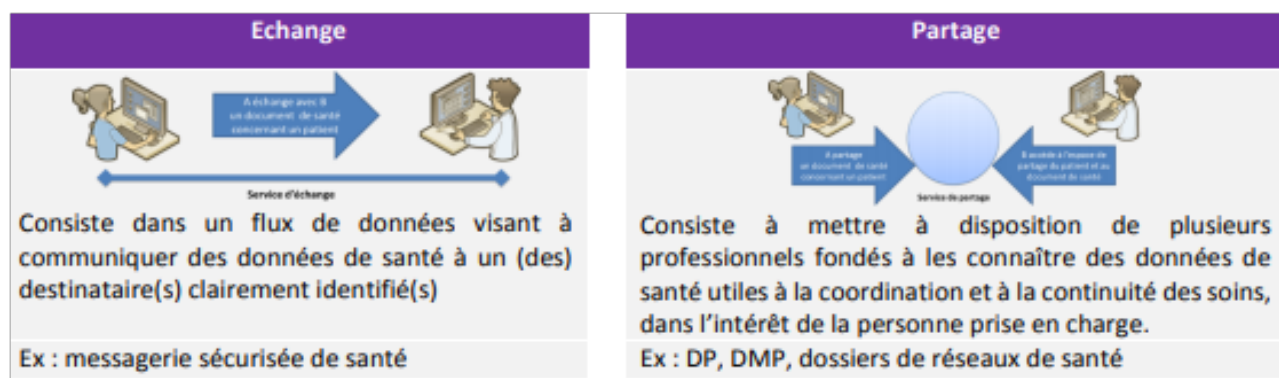 Echange
A échange avec B
un document de santé
concernant un patient
Service d'échange
Consiste dans un flux de données visant à
communiquer des données de santé à un (des)
destinataire(s) clairement identifié(s)
Ex : messagerie sécurisée de santé
Partage
A partage
un document de santé
concernant un patient
B accède à l'espace de
partage du patient et au
document de santé
Service de partage
Consiste à mettre à disposition de plusieurs
professionnels fondés à les connaître des données de
santé utiles à la coordination et à la continuité des soins,
dans l'intérêt de la personne prise en charge.
Ex : DP, DMP, dossiers de réseaux de santé